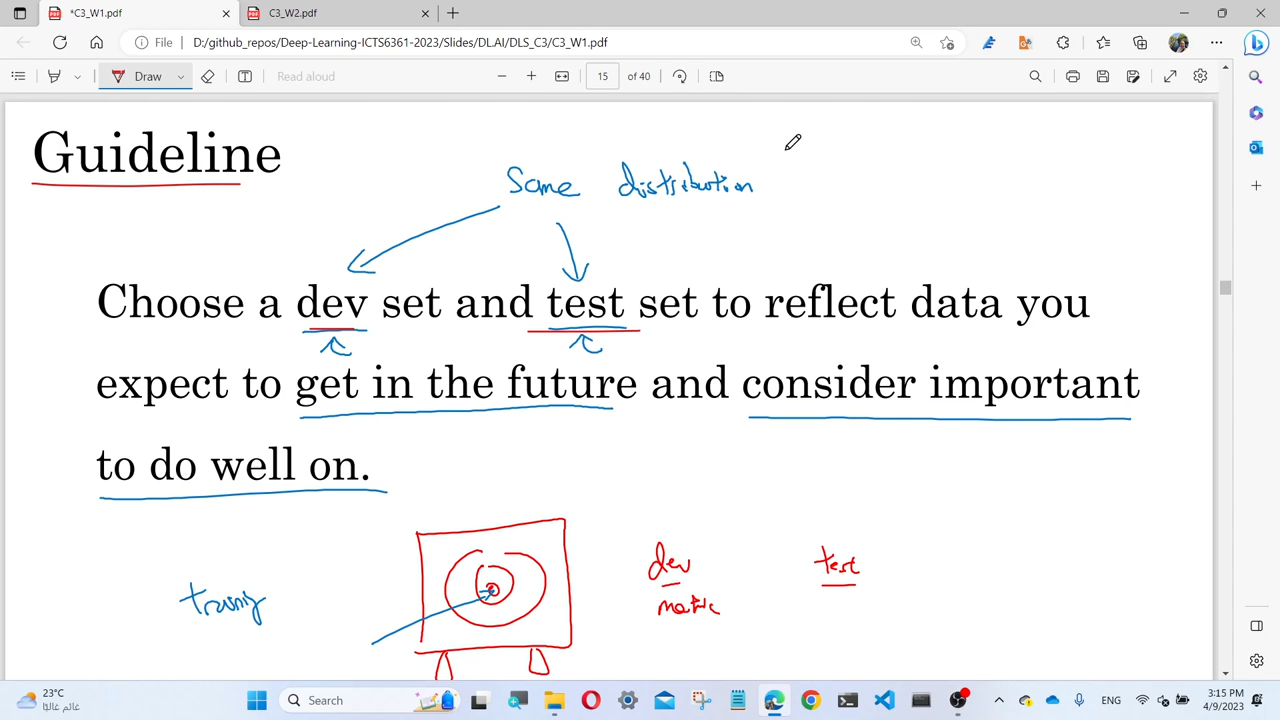 *C3_W1.pdf
C3_W2.pdf
File D:/github_repos/Deep-Learning-ICTS6361-2023/Slides/DL.AI/DLS_C3/C3_W1.pdf
Draw
Read aloud
15 of 40
Guideline
Same distribution
Choose a dev set and test set to reflect data you
expect to get in the future and consider important
to do well on.
dev test
training
metric
23°C
غائم غالبًا
Search
ENG
3:15 PM
4/9/2023